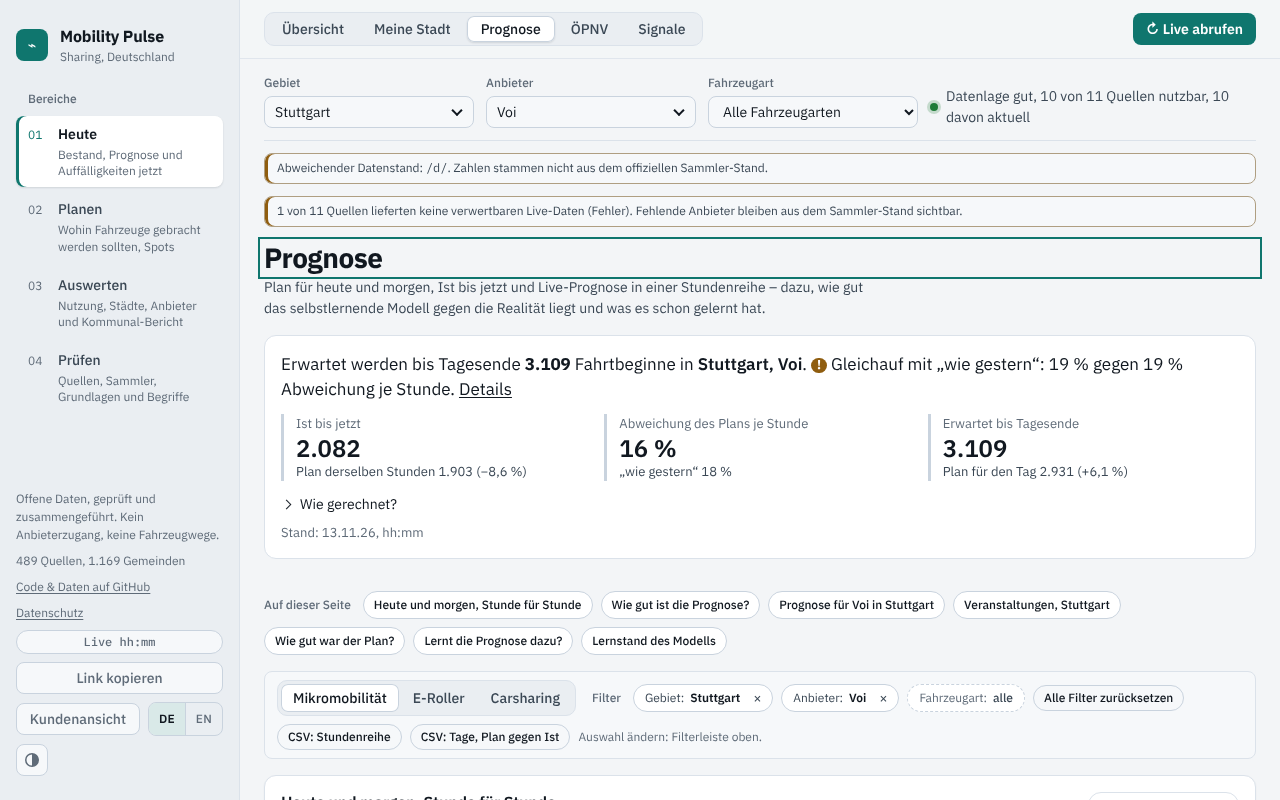 Mobility Pulse
Sharing, Deutschland
Bereiche
01 Heute
Bestand, Prognose und
Auffälligkeiten jetzt
02 Planen
Wohin Fahrzeuge gebracht
werden sollten, Spots
03 Auswerten
Nutzung, Städte, Anbieter
und Kommunal-Bericht
04 Prüfen
Quellen, Sammler,
Grundlagen und Begriffe
Offene Daten, geprüft und
zusammengeführt. Kein
Anbieterzugang, keine Fahrzeugwege.
489 Quellen, 1.169 Gemeinden
Code & Daten auf GitHub
Datenschutz
Live hh:mm
Link kopieren
Kundenansicht DE EN
Übersicht Meine Stadt Prognose ÖPNV Signale
↻ Live abrufen
Gebiet Anbieter Fahrzeugart
Stuttgart Voi Alle Fahrzeugarten
Datenlage gut, 10 von 11 Quellen nutzbar, 10
davon aktuell
Abweichender Datenstand: /d/. Zahlen stammen nicht aus dem offiziellen Sammler-Stand.
1 von 11 Quellen lieferten keine verwertbaren Live-Daten (Fehler). Fehlende Anbieter bleiben aus dem Sammler-Stand sichtbar.
Prognose
Plan für heute und morgen, Ist bis jetzt und Live-Prognose in einer Stundenreihe – dazu, wie gut
das selbstlernende Modell gegen die Realität liegt und was es schon gelernt hat.
Erwartet werden bis Tagesende 3.109 Fahrtbeginne in Stuttgart, Voi. ! Gleichauf mit „wie gestern“: 19 % gegen 19 %
Abweichung je Stunde. Details
Ist bis jetzt
2.082
Plan derselben Stunden 1.903 (−8,6 %)
Abweichung des Plans je Stunde
16 %
„wie gestern“ 18 %
Erwartet bis Tagesende
3.109
Plan für den Tag 2.931 (+6,1 %)
Wie gerechnet?
Stand: 13.11.26, hh:mm
Auf dieser Seite Heute und morgen, Stunde für Stunde Wie gut ist die Prognose? Prognose für Voi in Stuttgart Veranstaltungen, Stuttgart
Wie gut war der Plan? Lernt die Prognose dazu? Lernstand des Modells
Mikromobilität E-Roller Carsharing Filter Gebiet: Stuttgart × Anbieter: Voi × Fahrzeugart: alle Alle Filter zurücksetzen
CSV: Stundenreihe CSV: Tage, Plan gegen Ist Auswahl ändern: Filterleiste oben.
Heute und morgen, Stunde für Stunde